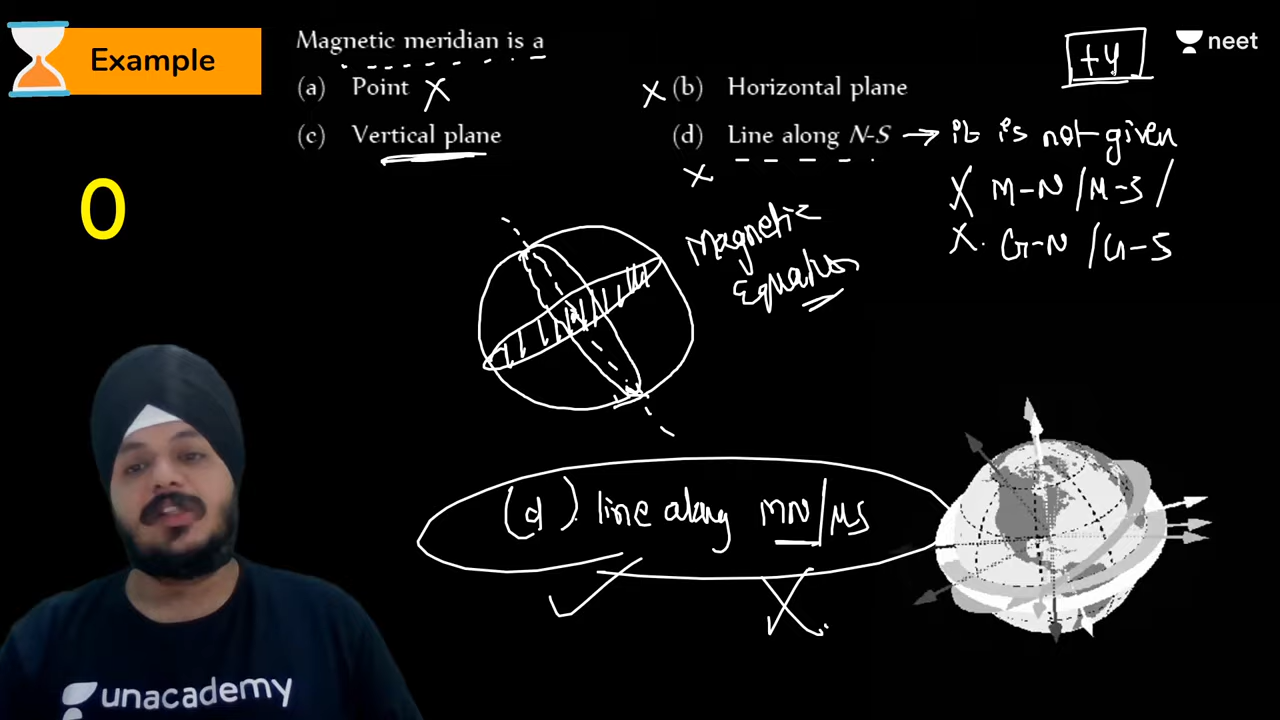 Example
Magnetic meridian is a
(a) Point X
X (b) Horizontal plane
(c) Vertical plane
(d) Line along N-S → it is not given
X
+4
neet
X M-N / M-S /
X. G-N / G-S
0
Magnetic
Equator
(d). line along MN/MS
X
unacademy